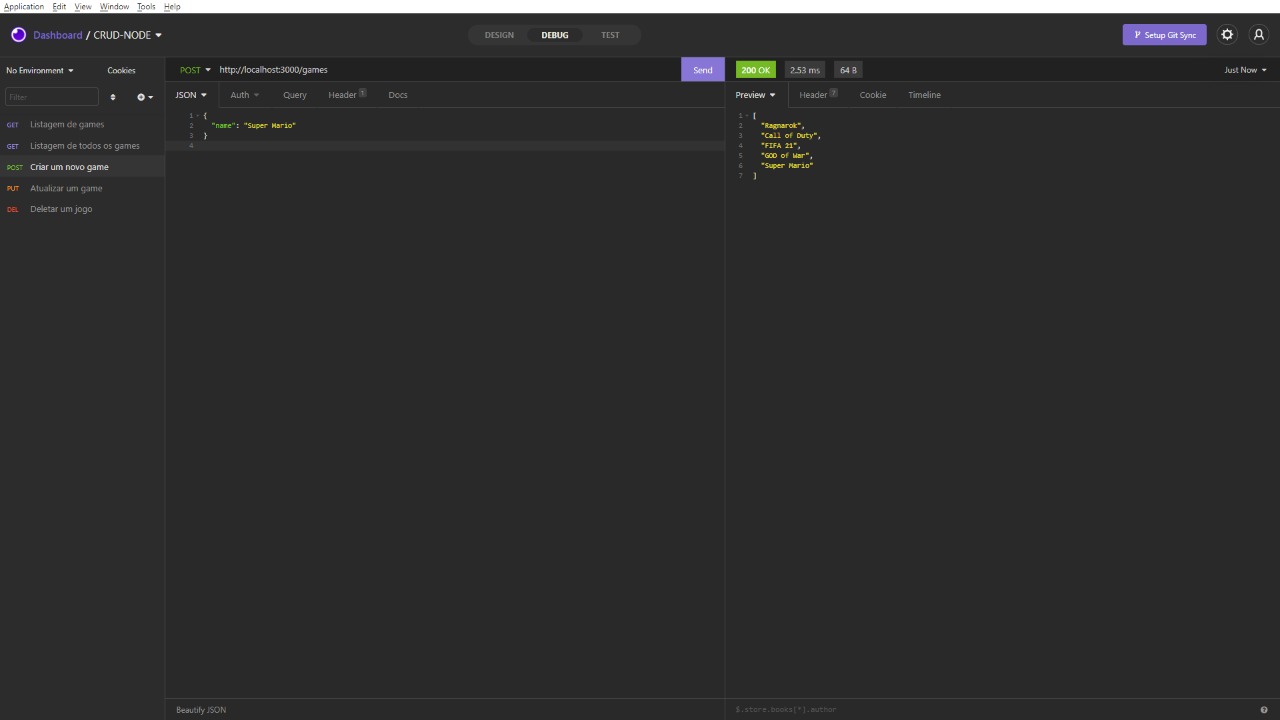 Application Edit View Window Tools Help
Dashboard / CRUD-NODE
DESIGN DEBUG TEST
Setup Git Sync
No Environment Cookies
Filter
GET Listagem de games
GET Listagem de todos os games
POST Criar um novo game
PUT Atualizar um game
DEL Deletar um jogo
POST http://localhost:3000/games Send
JSON Auth Query Header 1 Docs
1 {
2 "name": "Super Mario"
3 }
4
Beautify JSON
200 OK 2.53 ms 64 B Just Now
Preview Header 7 Cookie Timeline
1 [
2 "Ragnarok",
3 "Call of Duty",
4 "FIFA 21",
5 "GOD of War",
6 "Super Mario"
7 ]
$.store.books[*].author